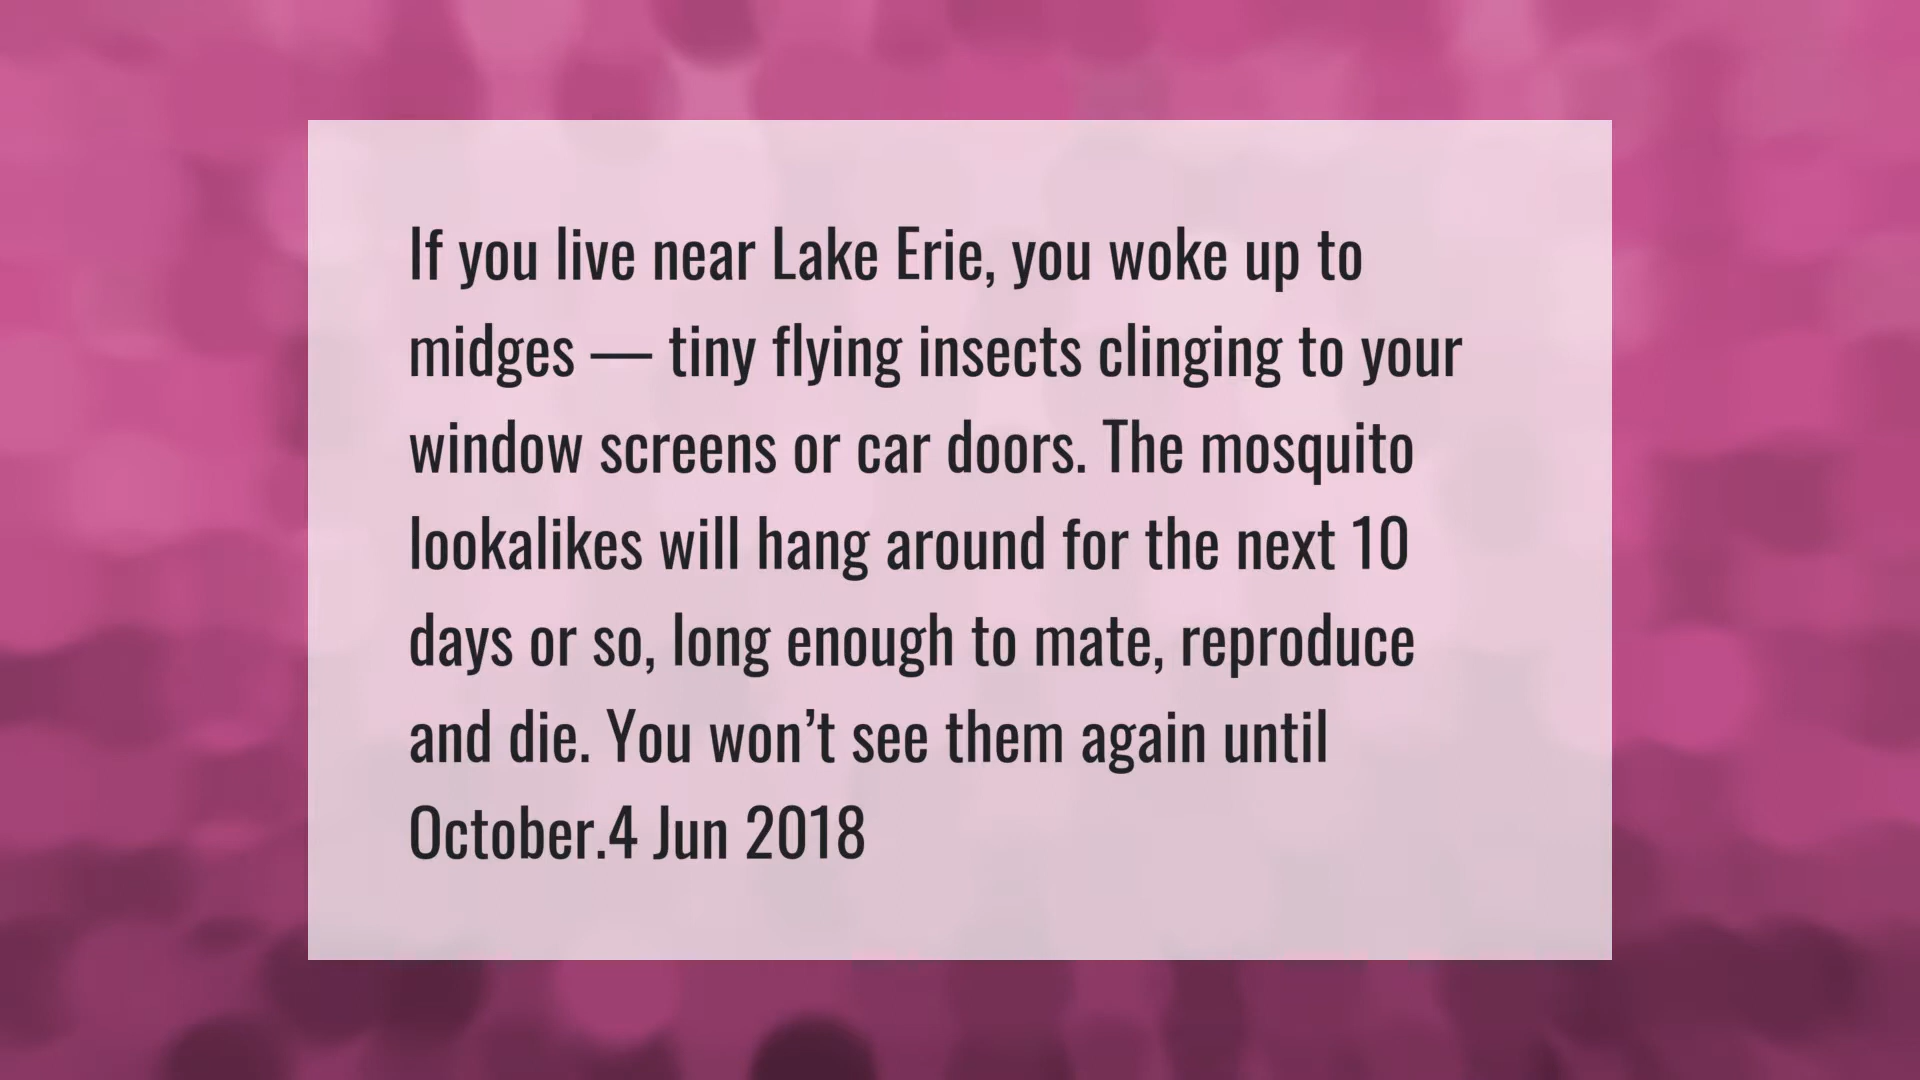 If you live near Lake Erie, you woke up to
midges — tiny flying insects clinging to your
window screens or car doors. The mosquito
lookalikes will hang around for the next 10
days or so, long enough to mate, reproduce
and die. You won’t see them again until
October.4 Jun 2018